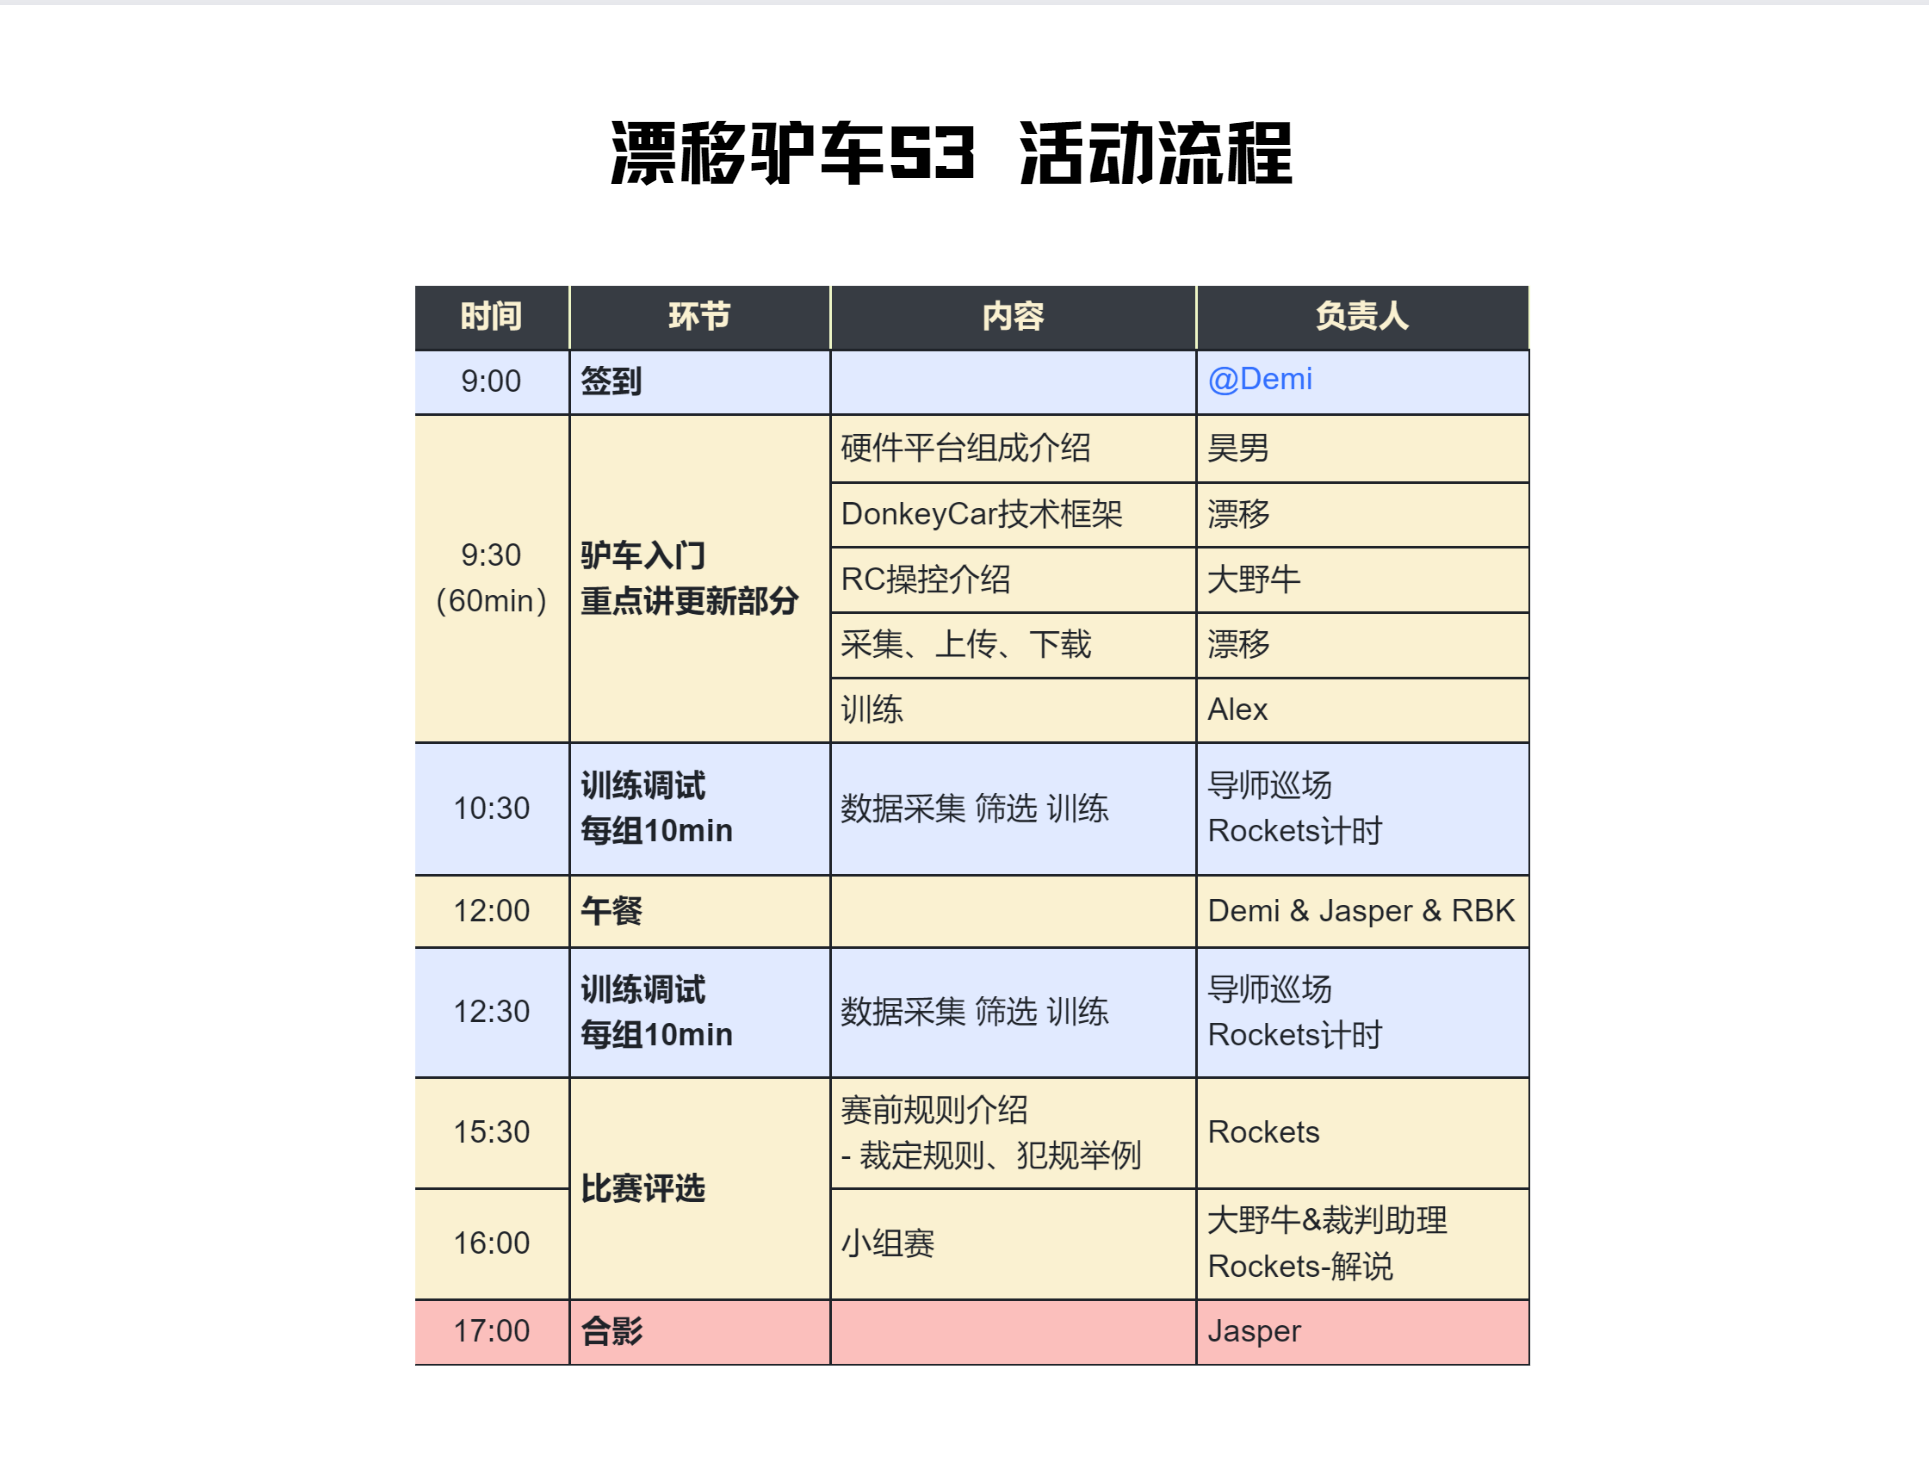 漂移驴车S3 活动流程
时间 环节 内容 负责人
9:00 签到 @Demi
9:30
（60min）
驴车入门
重点讲更新部分
硬件平台组成介绍 昊男
DonkeyCar技术框架 漂移
RC操控介绍 大野牛
采集、上传、下载 漂移
训练 Alex
10:30
训练调试
每组10min
数据采集 筛选 训练
导师巡场
Rockets计时
12:00 午餐 Demi & Jasper & RBK
12:30
训练调试
每组10min
数据采集 筛选 训练
导师巡场
Rockets计时
15:30
比赛评选
赛前规则介绍
- 裁定规则、犯规举例
Rockets
16:00
小组赛
大野牛&裁判助理
Rockets-解说
17:00 合影 Jasper